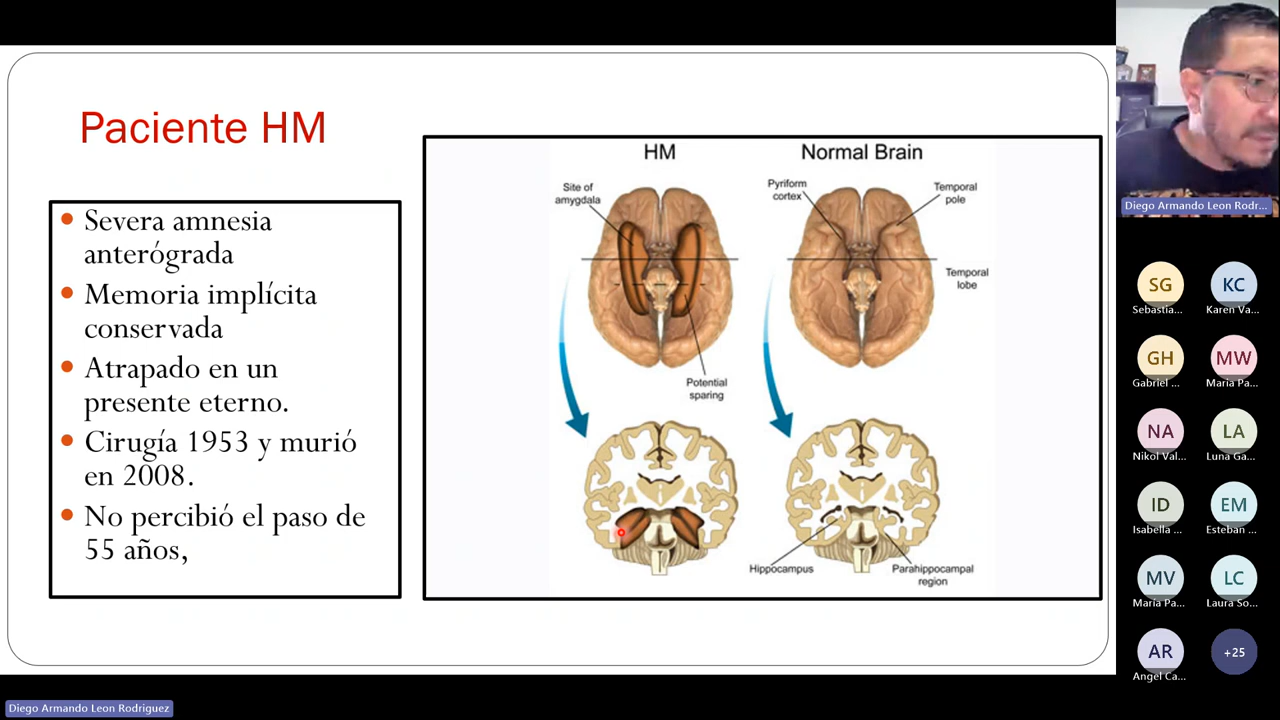 Paciente HM
Severa amnesia
anterógrada
Memoria implícita
conservada
Atrapado en un
presente eterno.
Cirugía 1953 y murió
en 2008.
No percibió el paso de
55 años,
HM
Normal Brain
Site of
amygdala
Pyriform
cortex
Temporal
pole
Temporal
lobe
Potential
sparing
Hippocampus
Parahippocampal
region
Diego Armando Leon Rodr...
SG
Sebastia...
KC
Karen Va...
GH
Gabriel ...
MW
Maria Pa...
NA
Nikol Val...
LA
Luna Ga...
ID
Isabella ...
EM
Esteban ...
MV
Maria Pa...
LC
Laura So...
AR
Angel Ca...
+25
Diego Armando Leon Rodriguez